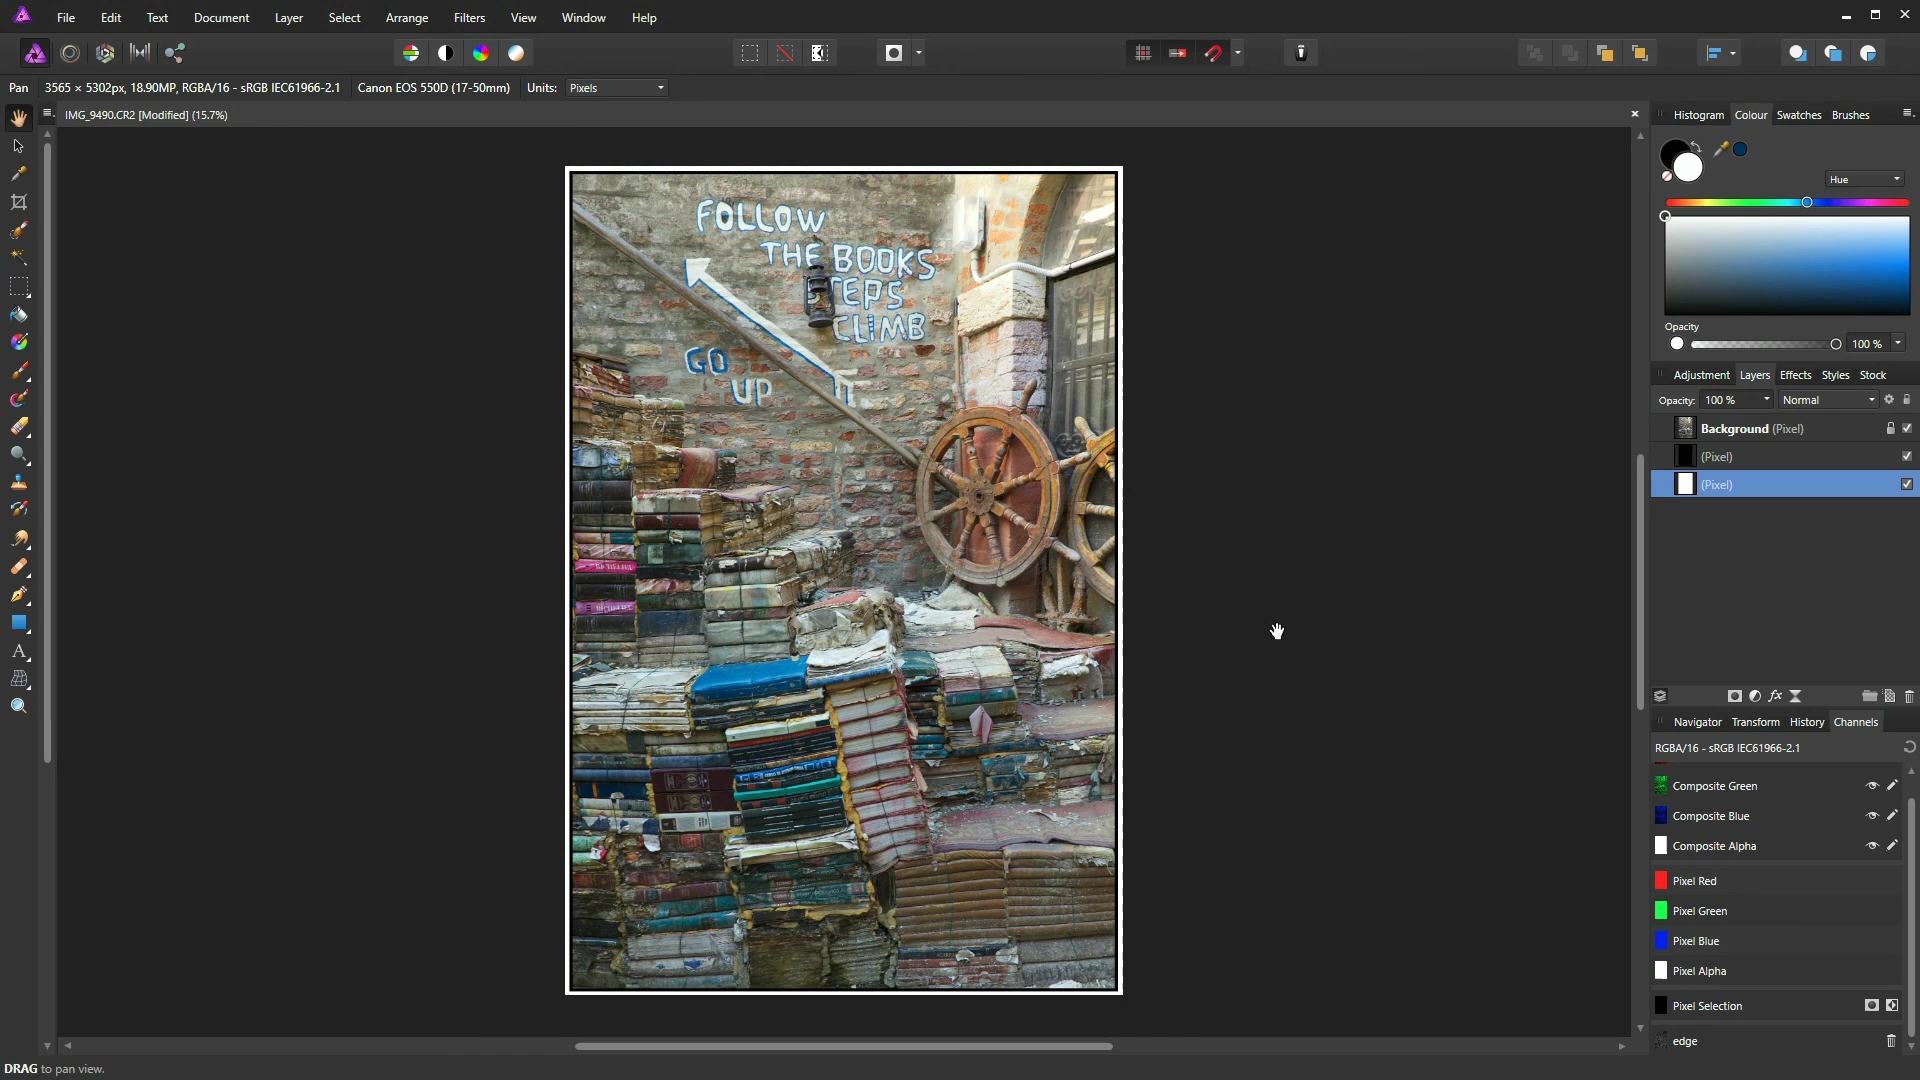 File Edit Text Document Layer Select Arrange Filters View Window Help
Pan 3565 × 5302px, 18.90MP, RGBA/16 - sRGB IEC61966-2.1 Canon EOS 550D (17-50mm) Units: Pixels
IMG_9490.CR2 [Modified] (15.7%)
Histogram Colour Swatches Brushes
Hue
Opacity
100 %
FOLLOW
THE BOOKS
STEPS
CLIMB
GO
UP
Adjustment Layers Effects Styles Stock
Opacity: 100 % Normal
Background (Pixel)
(Pixel)
(Pixel)
Navigator Transform History Channels
RGBA/16 - sRGB IEC61966-2.1
Composite Green
Composite Blue
Composite Alpha
Pixel Red
Pixel Green
Pixel Blue
Pixel Alpha
Pixel Selection
edge
DRAG to pan view.